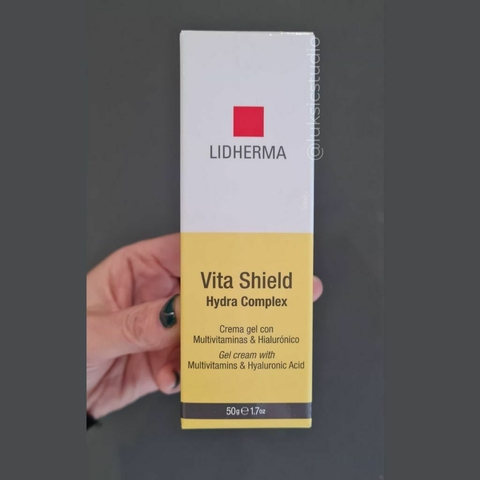 @luksicstudio
LIDHERMA
Vita Shield
Hydra Complex
Crema gel con
Multivitaminas & Hialurónico
Gel cream with
Multivitamins & Hyaluronic Acid
50g ℮ 1.7oz